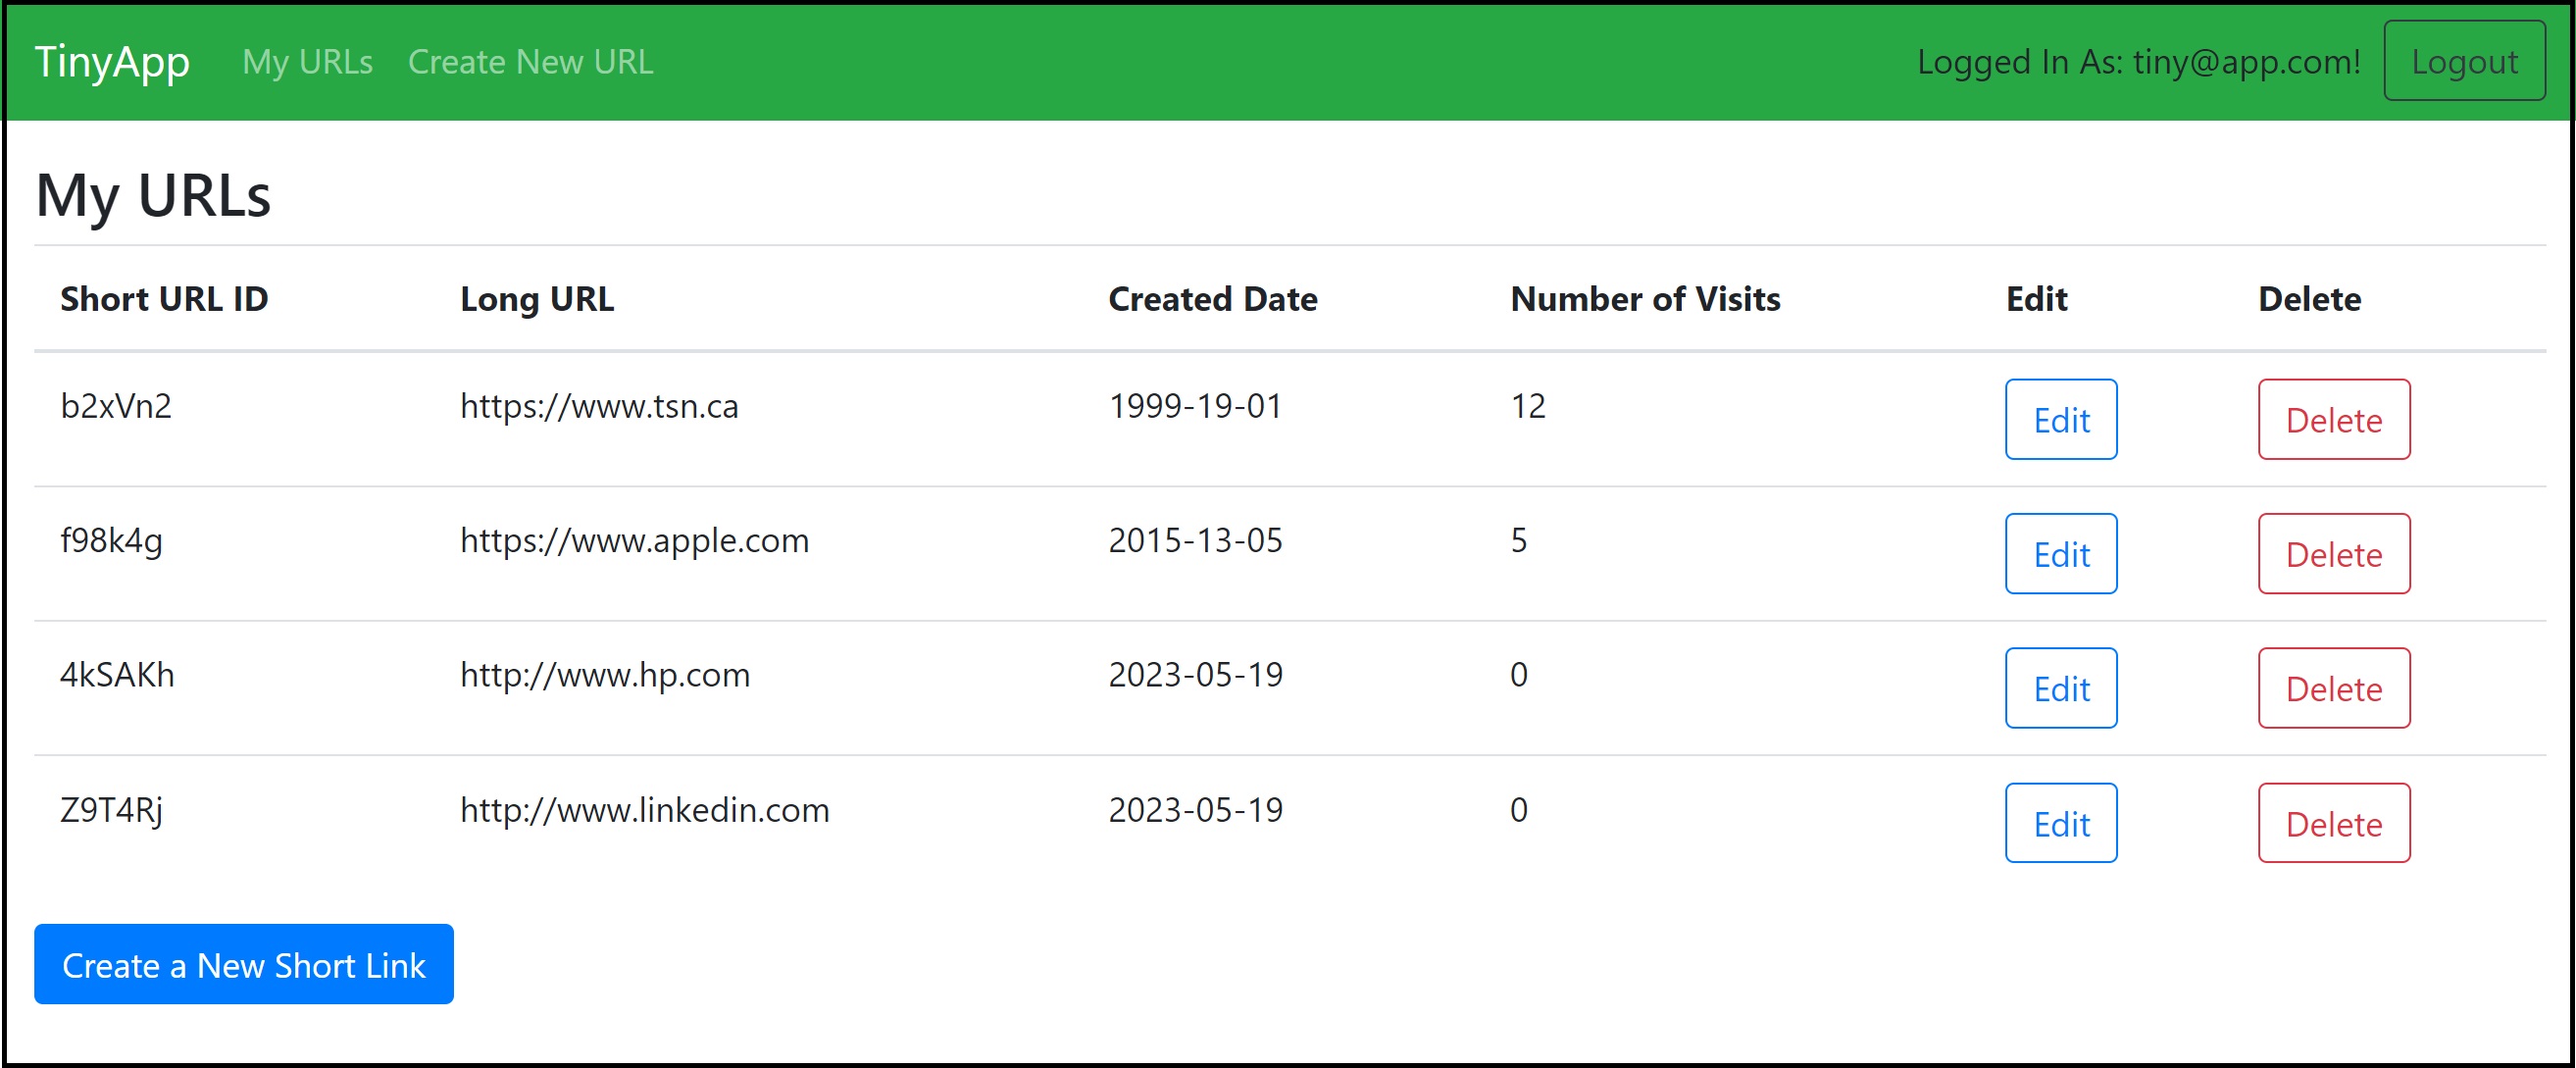 TinyApp My URLs Create New URL Logged In As: tiny@app.com! Logout
My URLs
Short URL ID Long URL Created Date Number of Visits Edit Delete
b2xVn2 https://www.tsn.ca 1999-19-01 12 Edit Delete
f98k4g https://www.apple.com 2015-13-05 5 Edit Delete
4kSAKh http://www.hp.com 2023-05-19 0 Edit Delete
Z9T4Rj http://www.linkedin.com 2023-05-19 0 Edit Delete
Create a New Short Link